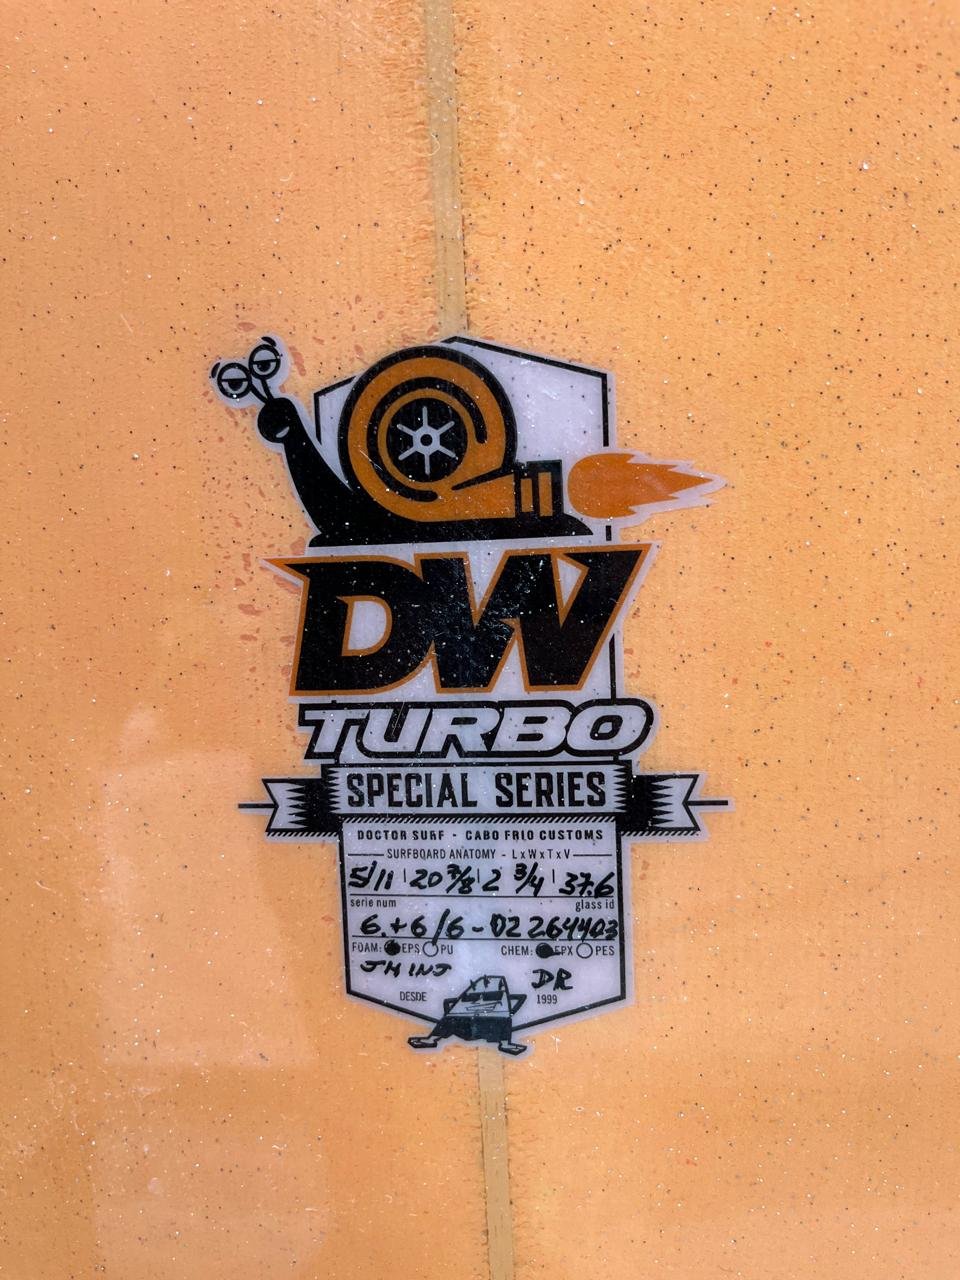 DW
TURBO
SPECIAL SERIES
DOCTOR SURF - CABO FRIO CUSTOMS
SURFBOARD ANATOMY - LxWxTxV
5/11 | 20 7/8 | 2 3/4 | 37.6
serie num glass id
6.+6/6 - 02 264403
FOAM: EPS PU CHEM: EPX PES
JH INJ DR
DESDE 1999